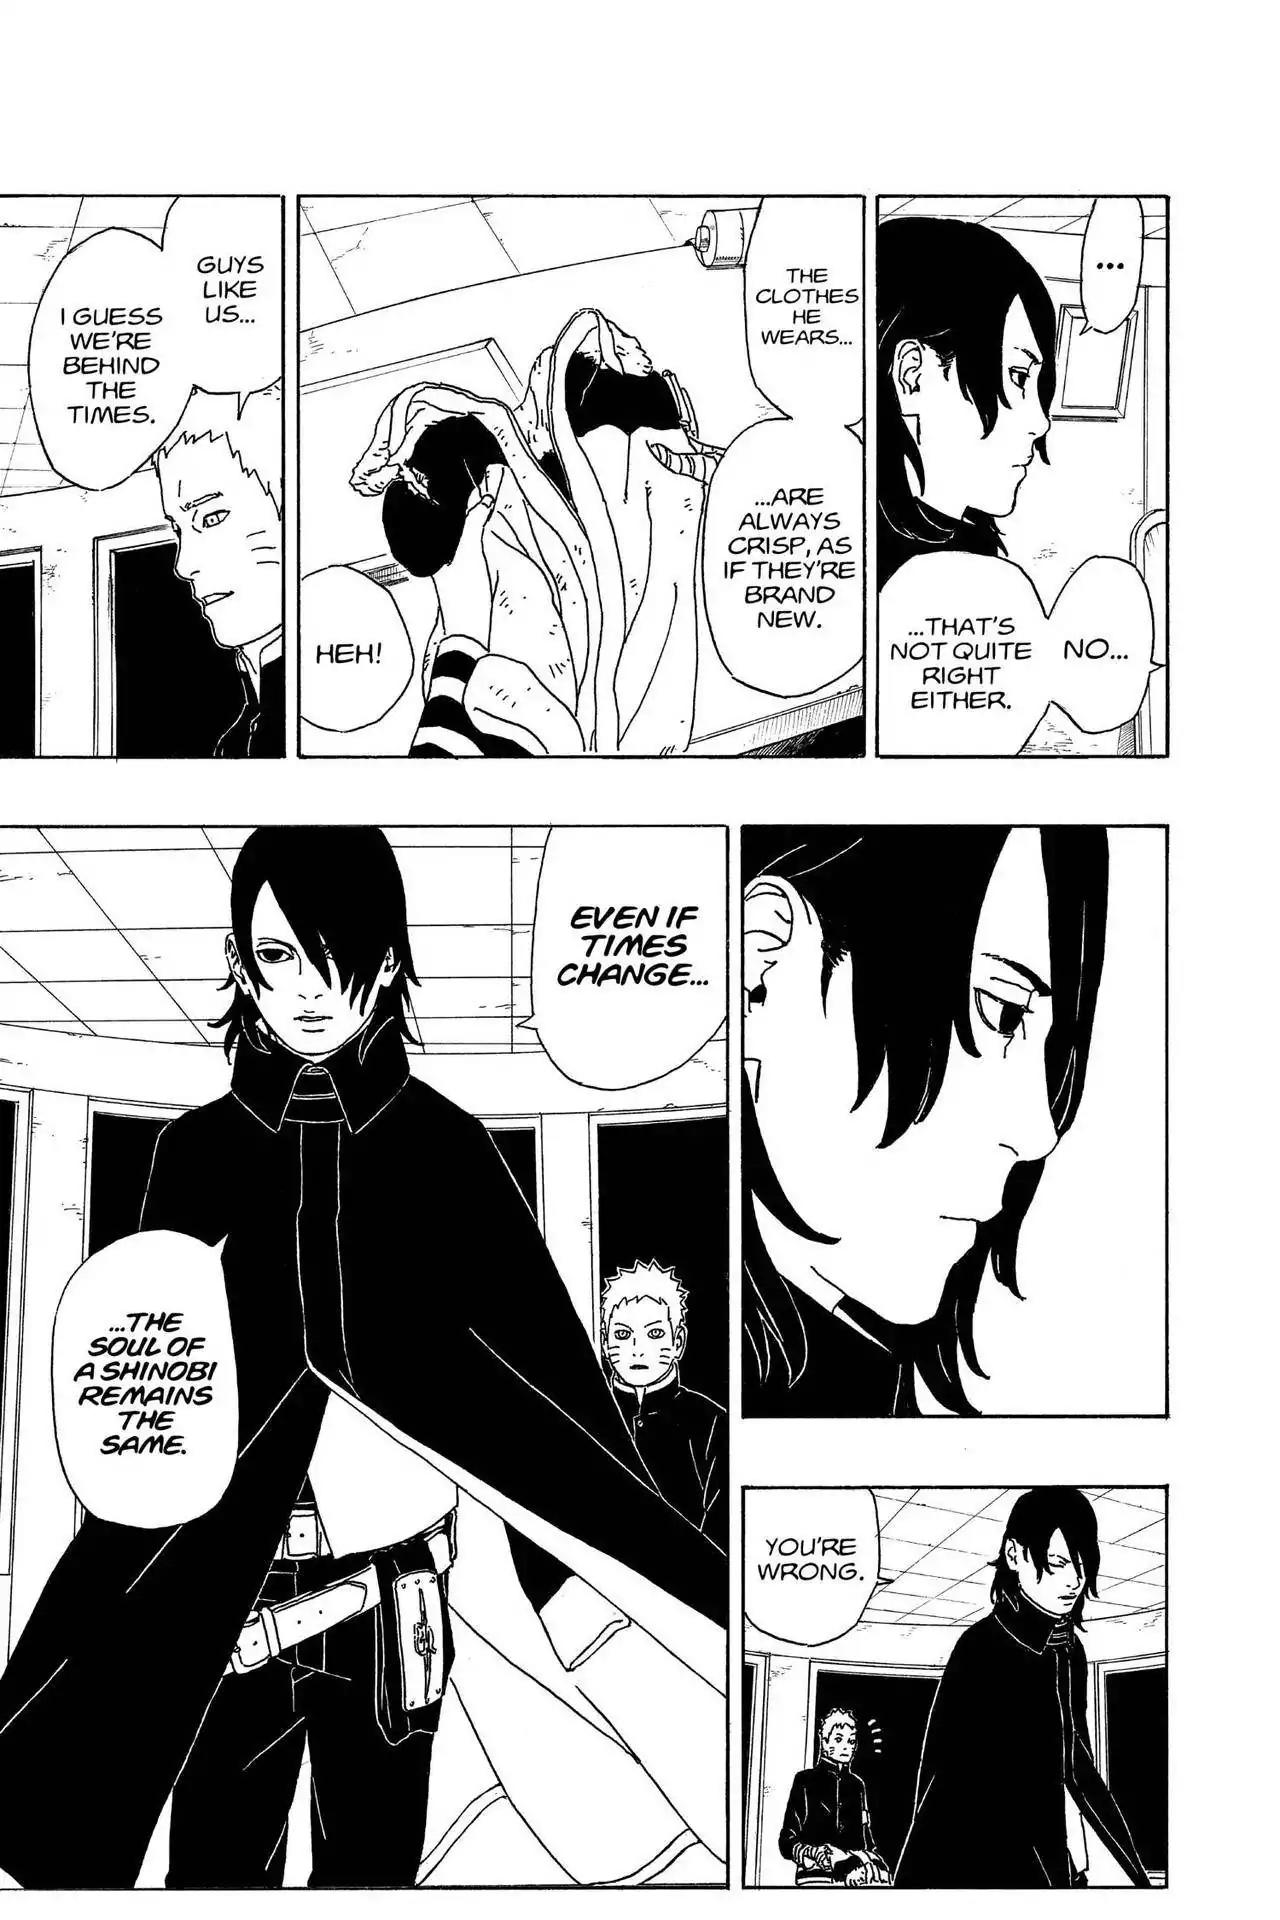 ...
NO...
...THAT'S
NOT QUITE
RIGHT
EITHER.
THE
CLOTHES
HE
WEARS...
...ARE
ALWAYS
CRISP, AS
IF THEY'RE
BRAND
NEW.
HEH!
GUYS
LIKE
US...
I GUESS
WE'RE
BEHIND
THE
TIMES.
YOU'RE
WRONG.
EVEN IF
TIMES
CHANGE...
...THE
SOUL OF
A SHINOBI
REMAINS
THE
SAME.